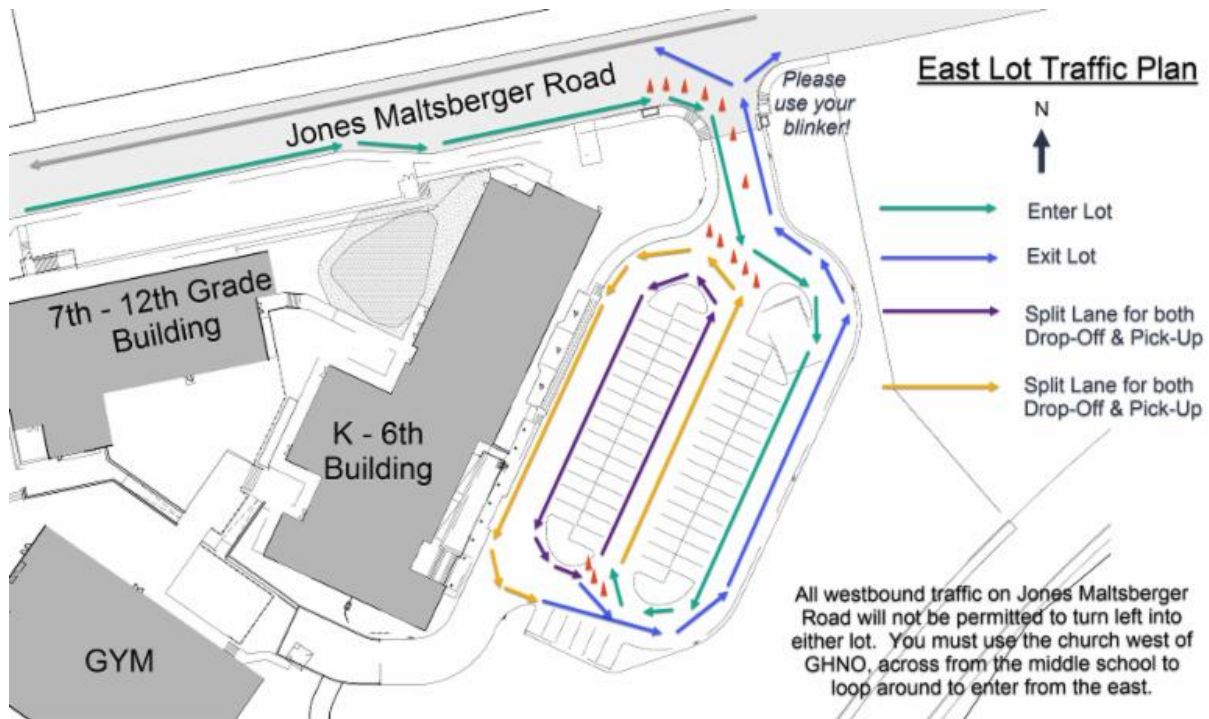 East Lot Traffic Plan
N
Jones Maltsberger Road
Please
use your
blinker!
Enter Lot
Exit Lot
Split Lane for both
Drop-Off & Pick-Up
Split Lane for both
Drop-Off & Pick-Up
7th - 12th Grade
Building
K - 6th
Building
GYM
All westbound traffic on Jones Maltsberger
Road will not be permitted to turn left into
either lot. You must use the church west of
GHNO, across from the middle school to
loop around to enter from the east.